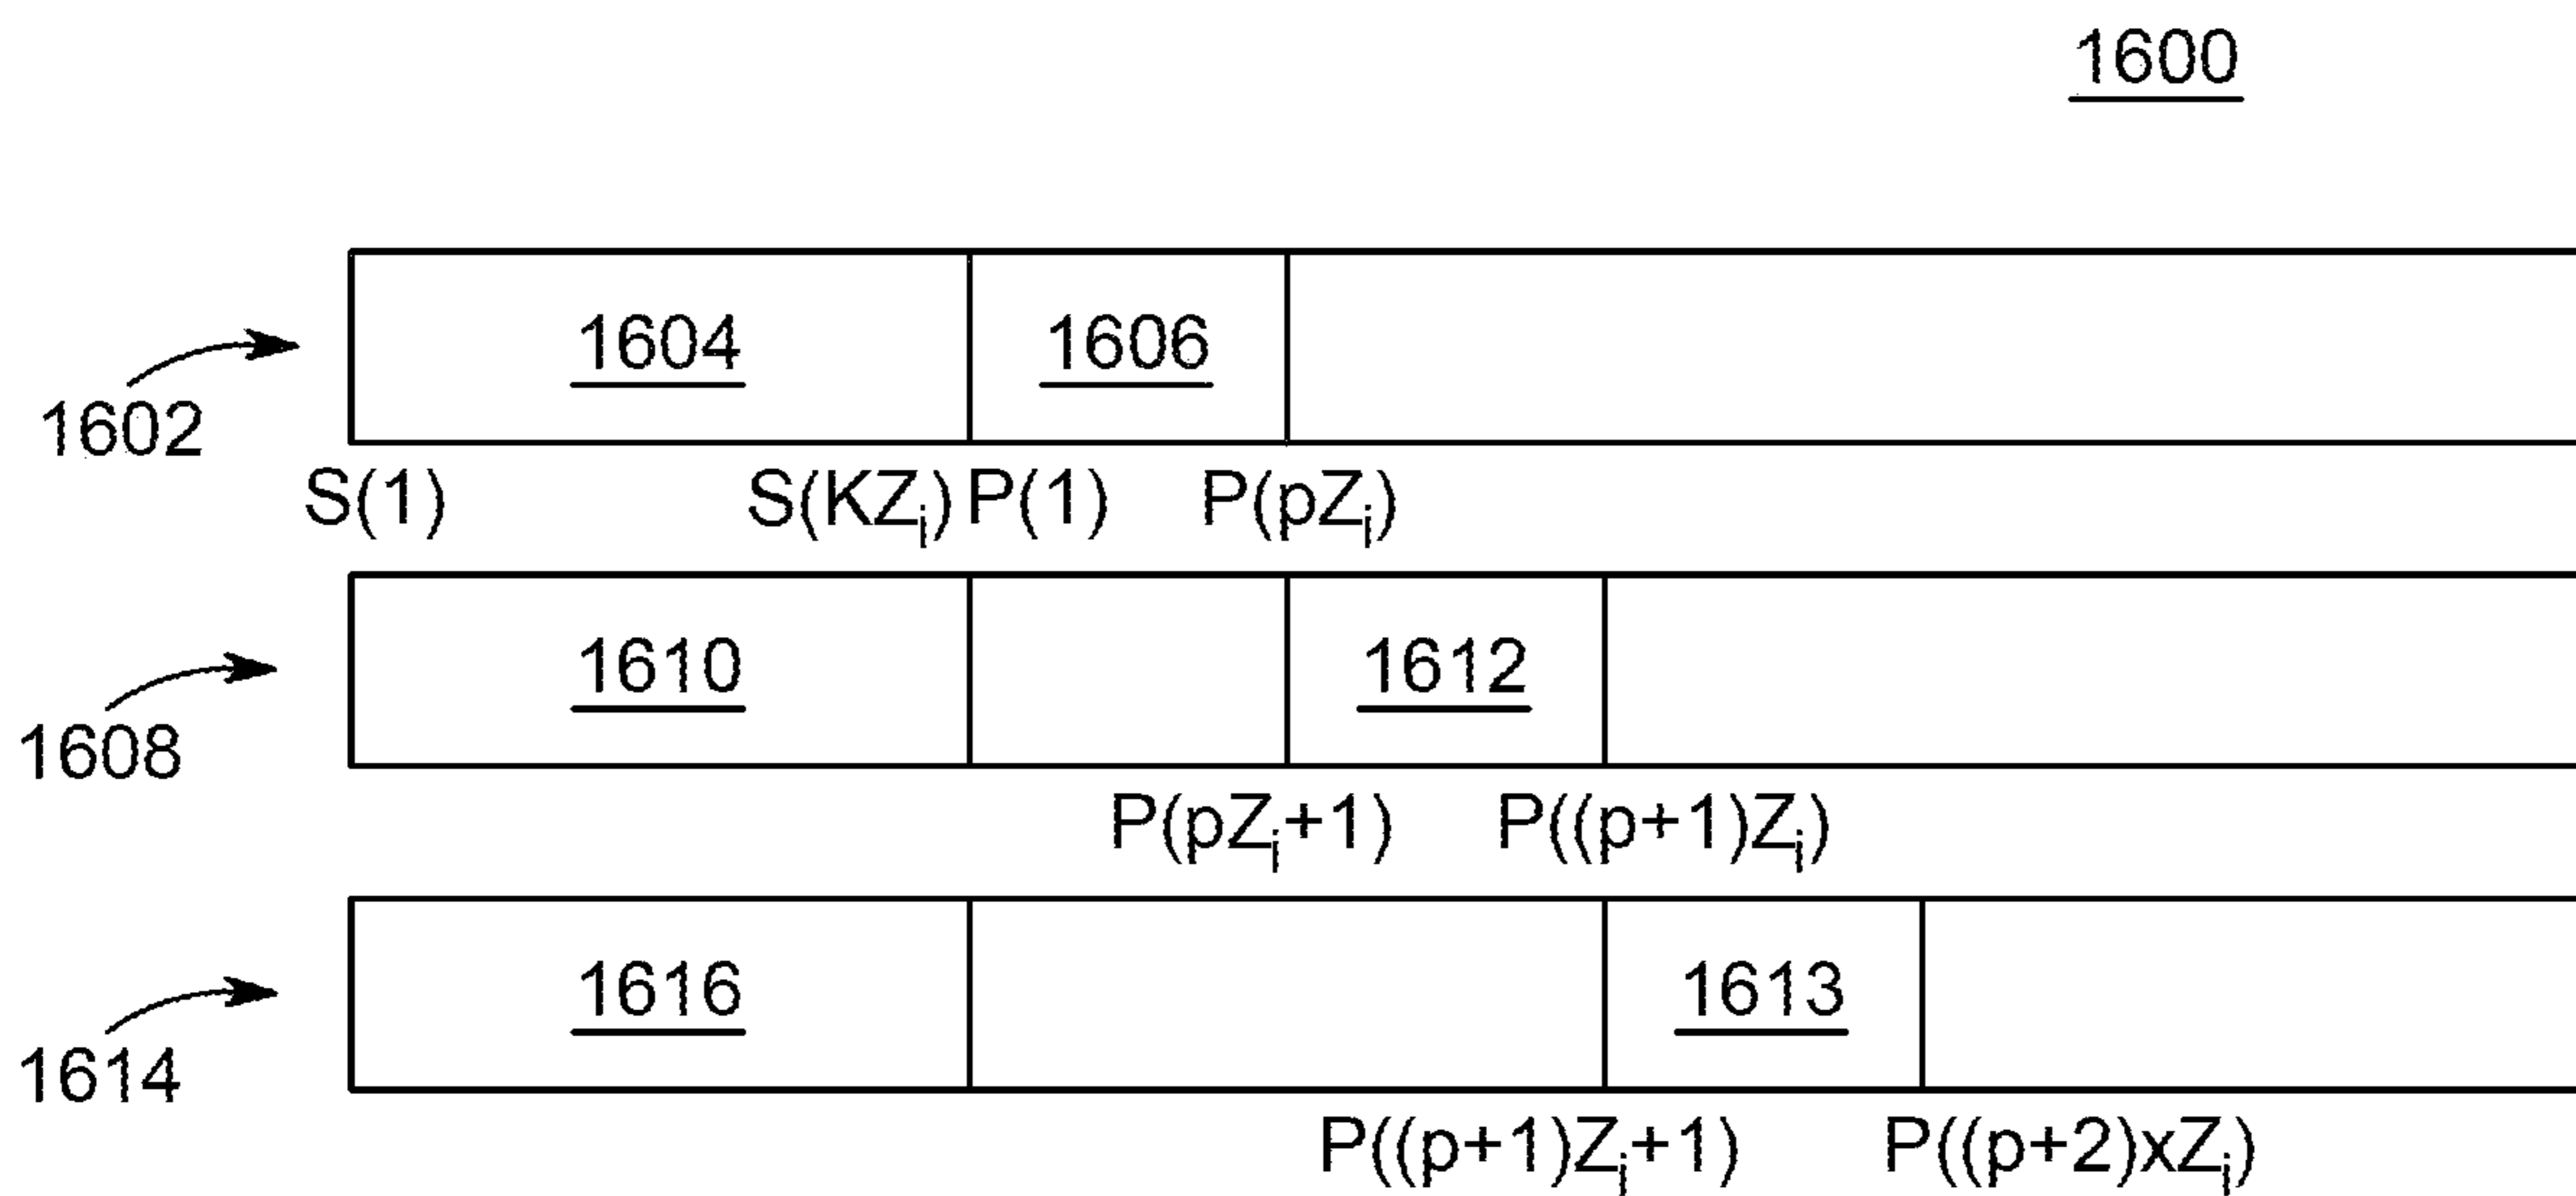 1600
1604 1606
1602
S(1) S(KZi) P(1) P(pZi)
1610 1612
1608
P(pZi+1) P((p+1)Zi)
1616 1613
1614
P((p+1)Zi+1) P((p+2)xZi)